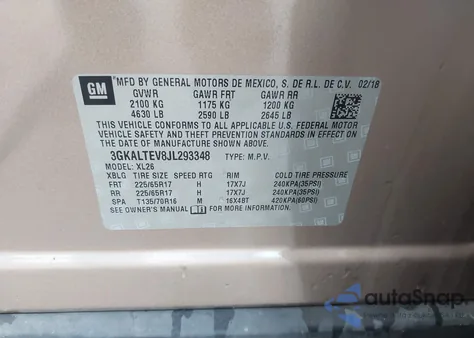 GM
MFD BY GENERAL MOTORS DE MEXICO, S. DE R.L. DE C.V. 02/18
GVWR GAWR FRT GAWR RR
2100 KG 1175 KG 1200 KG
4630 LB 2590 LB 2645 LB
THIS VEHICLE CONFORMS TO ALL APPLICABLE U.S. FEDERAL MOTOR
VEHICLE SAFETY AND THEFT PREVENTION STANDARDS IN EFFECT ON
THE DATE OF MANUFACTURE SHOWN ABOVE.
3GKALTEV8JL293348 TYPE: M.P.V.
MODEL: XL26
XBLG TIRE SIZE SPEED RTG RIM COLD TIRE PRESSURE
FRT 225/65R17 H 17X7J 240KPA(35PSI)
RR 225/65R17 H 17X7J 240KPA(35PSI)
SPA T135/70R16 M 16X4BT 420KPA(60PSI)
SEE OWNER'S MANUAL FOR MORE INFORMATION.
autoSnap